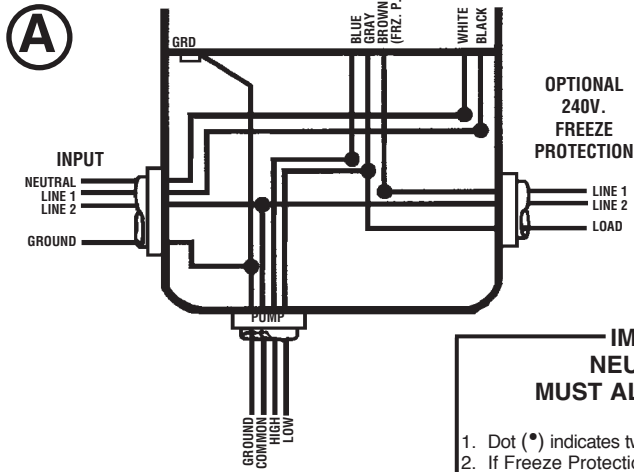 A
GRD
BLUE
GRAY
BROWN
(FRZ. P.
WHITE
BLACK
OPTIONAL
240V.
FREEZE
PROTECTION
INPUT
NEUTRAL
LINE 1
LINE 2
GROUND
LINE 1
LINE 2
LOAD
PUMP
GROUND
COMMON
HIGH
LOW
IM
NEU
MUST AL
1. Dot (•) indicates tw
2. If Freeze Protectio